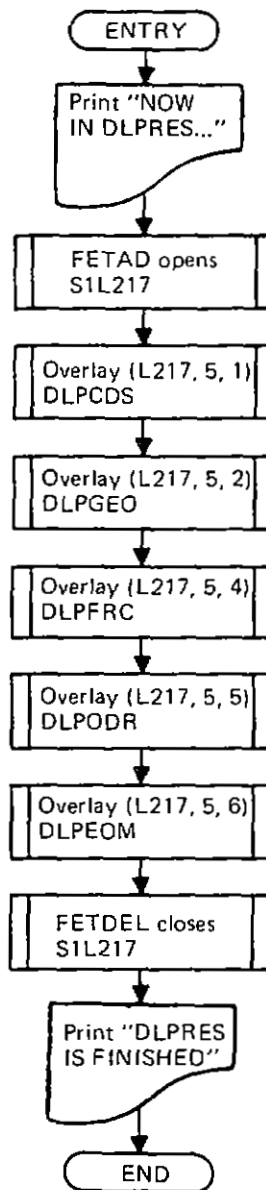 ENTRY
Print "NOW
IN DLPRES..."
FETAD opens
S1L217
Overlay (L217, 5, 1)
DLPCDS
Overlay (L217, 5, 2)
DLPGEO
Overlay (L217, 5, 4)
DLPFRC
Overlay (L217, 5, 5)
DLPODR
Overlay (L217, 5, 6)
DLPEOM
FETDEL closes
S1L217
Print "DLPRES
IS FINISHED"
END